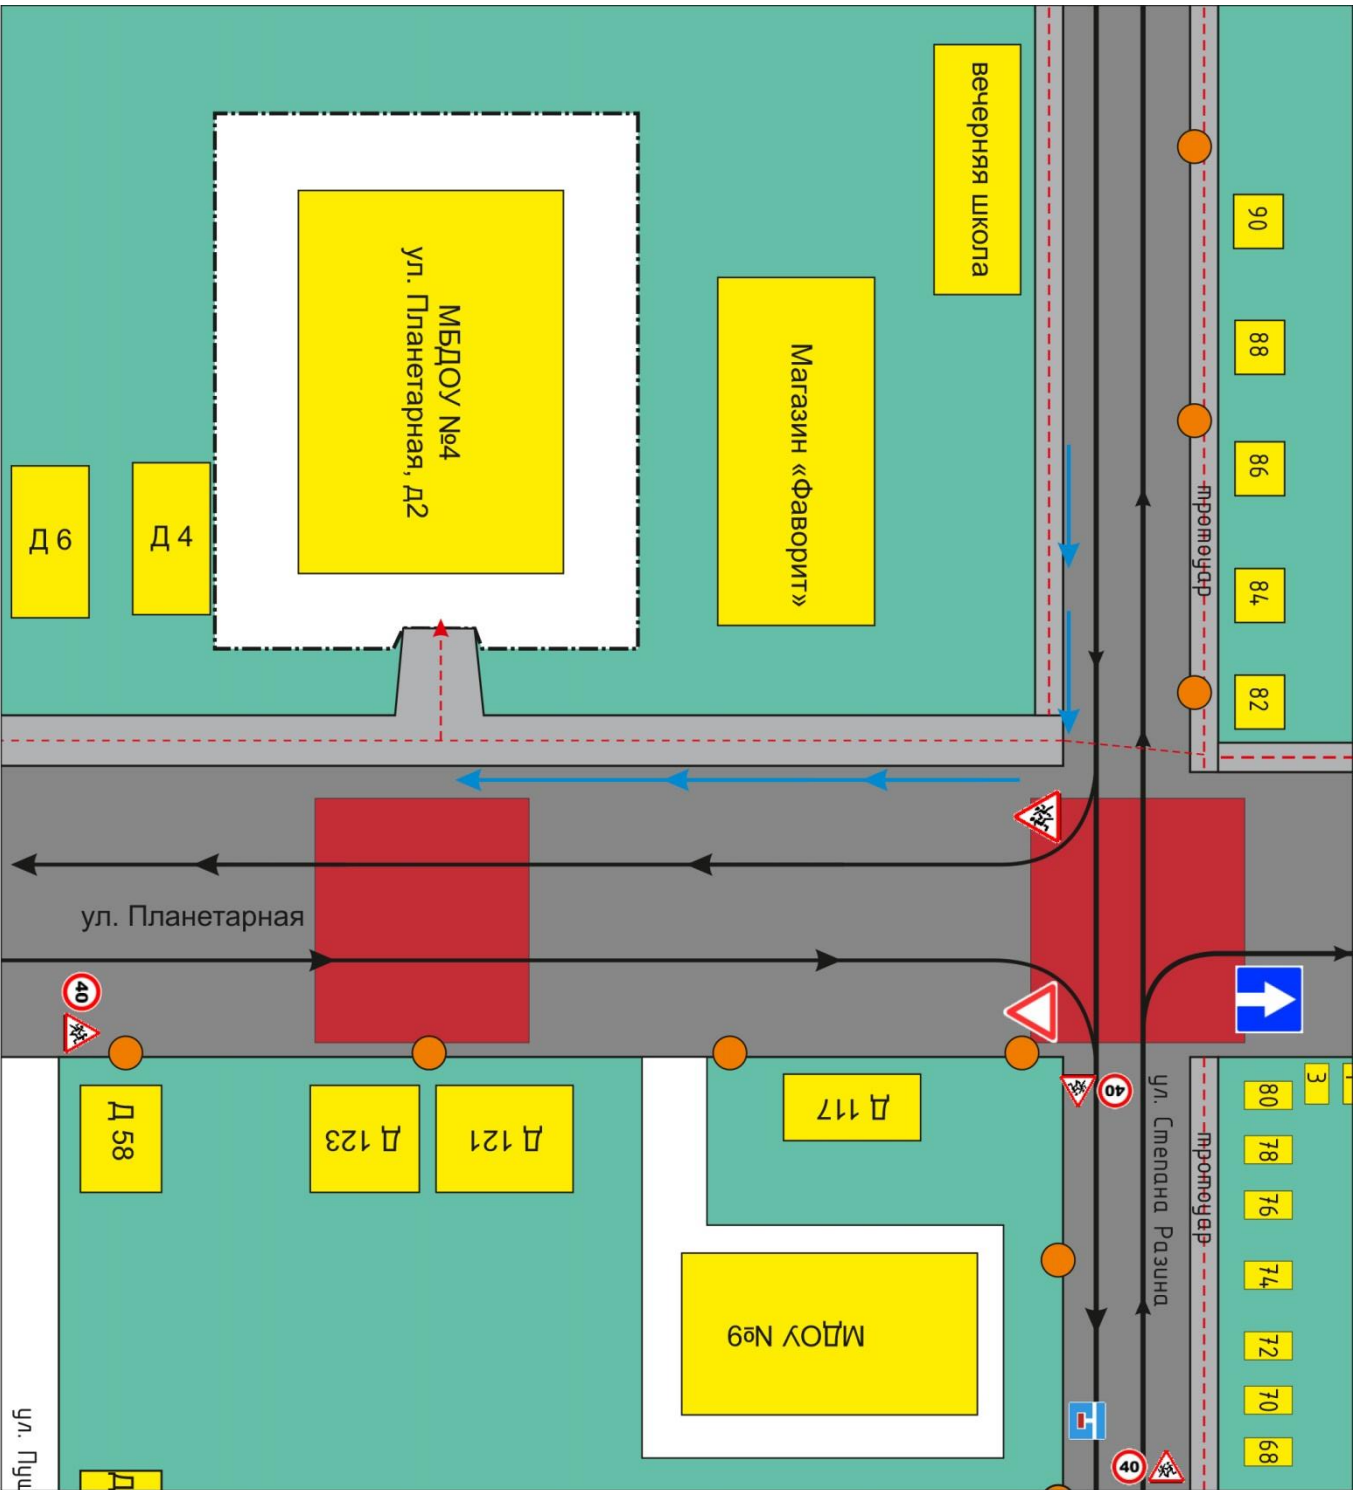 вечерняя школа
90
88
МБДОУ №4
ул. Планетарная, д2
Магазин «Фаворит»
86
тротуар
84
Д 6
Д 4
82
ул. Планетарная
40
40
3
80
Д 58
Д 123
Д 121
Д 117
ул. Степана Разина
тротуар
78
76
74
МДОУ №9
72
70
68
40
ул. Пуш
Д